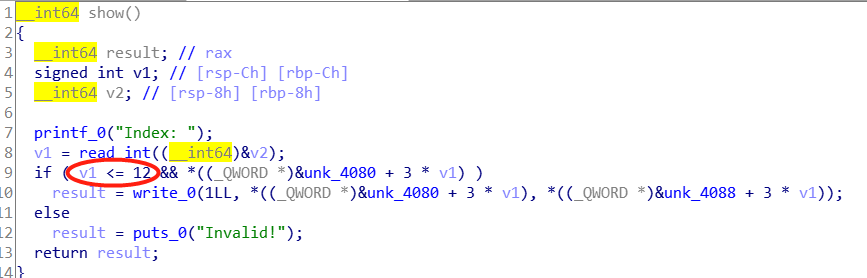 1 __int64 show()
2 {
3 __int64 result; // rax
4 signed int v1; // [rsp-Ch] [rbp-Ch]
5 __int64 v2; // [rsp-8h] [rbp-8h]
6
7 printf_0("Index: ");
8 v1 = read_int((__int64)&v2);
9 if ( v1 <= 12 && *((_QWORD *)&unk_4080 + 3 * v1) )
10 result = write_0(1LL, *((_QWORD *)&unk_4080 + 3 * v1), *((_QWORD *)&unk_4088 + 3 * v1));
11 else
12 result = puts_0("Invalid!");
13 return result;
14 }